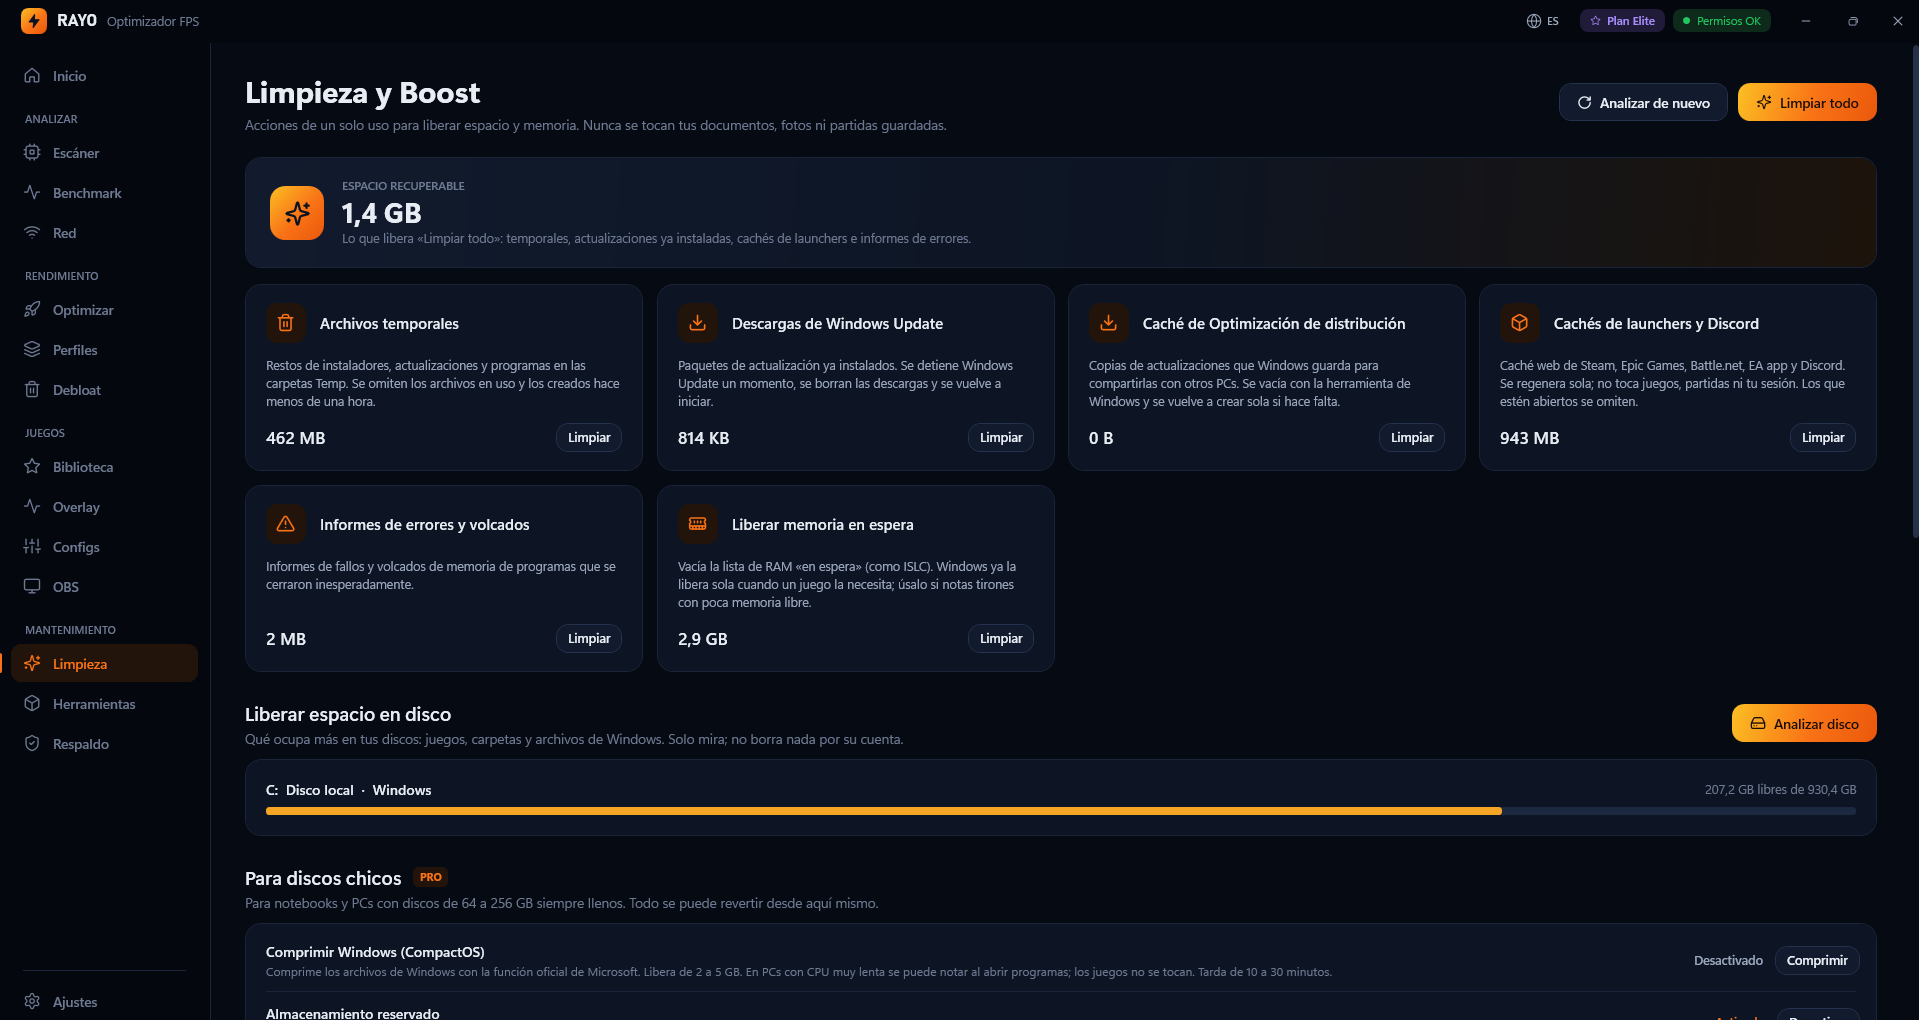 RAYO Optimizador FPS
ES
Plan Elite
Permisos OK
Inicio
ANALIZAR
Escáner
Benchmark
Red
RENDIMIENTO
Optimizar
Perfiles
Debloat
JUEGOS
Biblioteca
Overlay
Configs
OBS
MANTENIMIENTO
Limpieza
Herramientas
Respaldo
Ajustes
Limpieza y Boost
Acciones de un solo uso para liberar espacio y memoria. Nunca se tocan tus documentos, fotos ni partidas guardadas.
Analizar de nuevo
Limpiar todo
ESPACIO RECUPERABLE
1,4 GB
Lo que libera «Limpiar todo»: temporales, actualizaciones ya instaladas, cachés de launchers e informes de errores.
Archivos temporales
Restos de instaladores, actualizaciones y programas en las
carpetas Temp. Se omiten los archivos en uso y los creados hace
menos de una hora.
462 MB
Limpiar
Descargas de Windows Update
Paquetes de actualización ya instalados. Se detiene Windows
Update un momento, se borran las descargas y se vuelve a
iniciar.
814 KB
Limpiar
Caché de Optimización de distribución
Copias de actualizaciones que Windows guarda para
compartirlas con otros PCs. Se vacía con la herramienta de
Windows y se vuelve a crear sola si hace falta.
0 B
Limpiar
Cachés de launchers y Discord
Caché web de Steam, Epic Games, Battle.net, EA app y Discord.
Se regenera sola; no toca juegos, partidas ni tu sesión. Los que
estén abiertos se omiten.
943 MB
Limpiar
Informes de errores y volcados
Informes de fallos y volcados de memoria de programas que se
cerraron inesperadamente.
2 MB
Limpiar
Liberar memoria en espera
Vacía la lista de RAM «en espera» (como ISLC). Windows ya la
libera sola cuando un juego la necesita; úsalo si notas tirones
con poca memoria libre.
2,9 GB
Limpiar
Liberar espacio en disco
Qué ocupa más en tus discos: juegos, carpetas y archivos de Windows. Solo mira; no borra nada por su cuenta.
Analizar disco
C: Disco local · Windows
207,2 GB libres de 930,4 GB
Para discos chicos PRO
Para notebooks y PCs con discos de 64 a 256 GB siempre llenos. Todo se puede revertir desde aquí mismo.
Comprimir Windows (CompactOS)
Comprime los archivos de Windows con la función oficial de Microsoft. Libera de 2 a 5 GB. En PCs con CPU muy lenta se puede notar al abrir programas; los juegos no se tocan. Tarda de 10 a 30 minutos.
Desactivado
Comprimir
Almacenamiento reservado